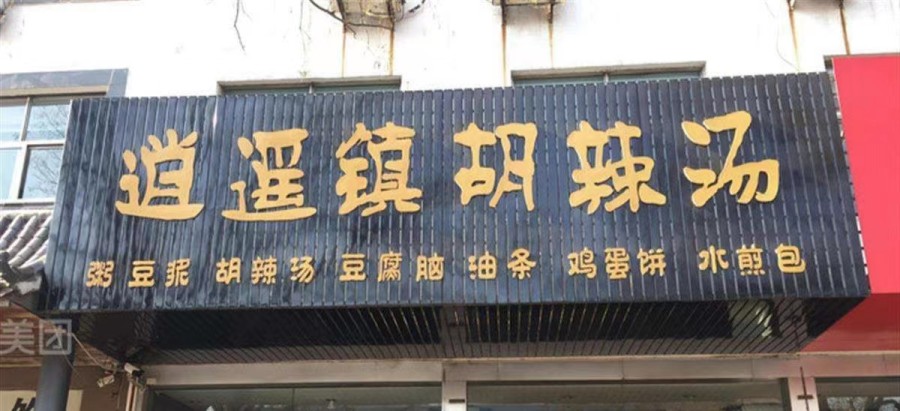 逍遥镇胡辣汤
粥 豆浆 胡辣汤 豆腐脑 油条 鸡蛋饼 水煎包
美团